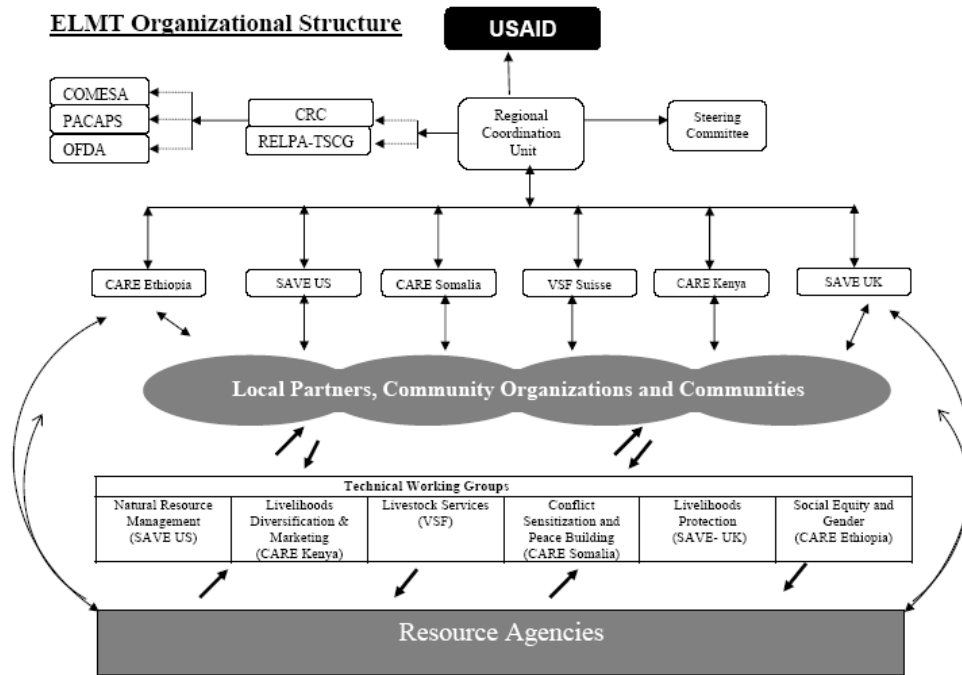 ELMT Organizational Structure
USAID
COMESA
PACAPS
OFDA
CRC
RELPA-TSCG
Regional
Coordination
Unit
Steering
Committee
CARE Ethiopia
SAVE US
CARE Somalia
VSF Suisse
CARE Kenya
SAVE UK
Local Partners, Community Organizations and Communities
Technical Working Groups
Natural Resource
Management
(SAVE US)
Livelihoods
Diversification &
Marketing
(CARE Kenya)
Livestock Services
(VSF)
Conflict
Sensitization and
Peace Building
(CARE Somalia)
Livelihoods
Protection
(SAVE- UK)
Social Equity and
Gender
(CARE Ethiopia)
Resource Agencies